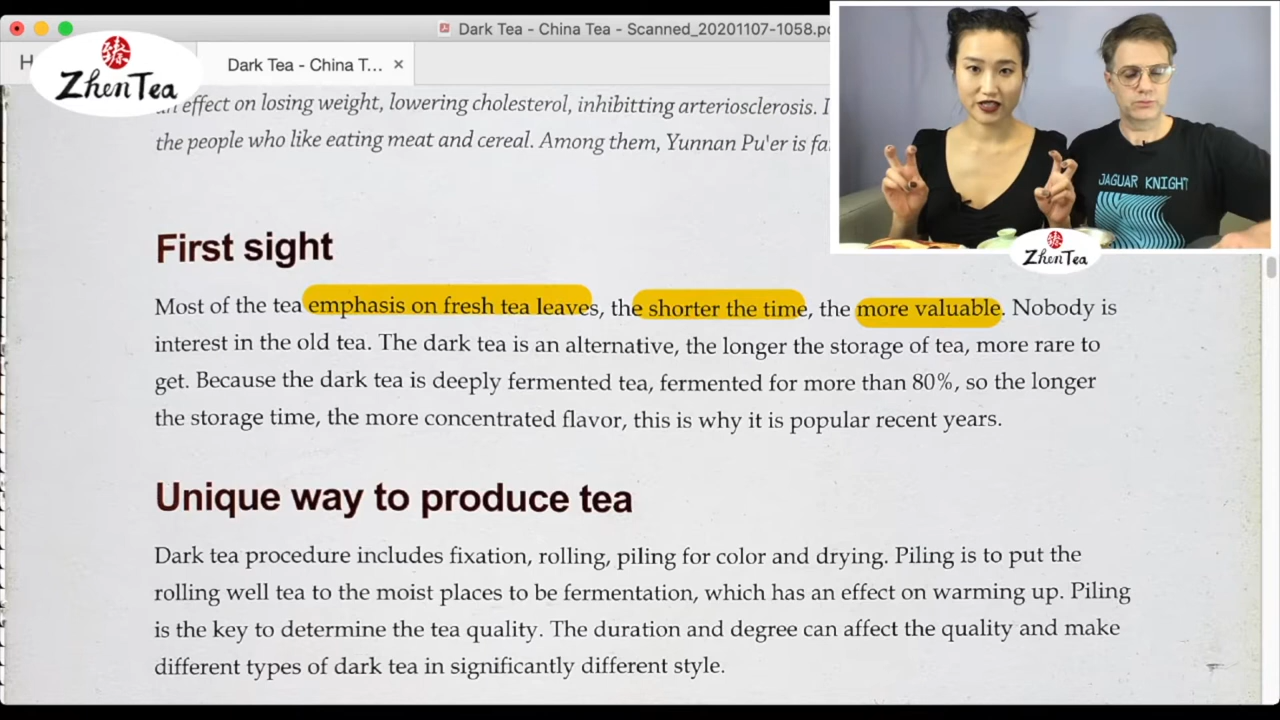 Dark Tea - China Tea - Scanned_20201107-1058.p
H
Dark Tea - China T... ×
臻茶
ZhenTea
effect on losing weight, lowering cholesterol, inhibitting arteriosclerosis.
the people who like eating meat and cereal. Among them, Yunnan Pu'er is
JAGUAR KNIGHT
ZhenTea
First sight
Most of the tea emphasis on fresh tea leaves, the shorter the time, the more valuable. Nobody is
interest in the old tea. The dark tea is an alternative, the longer the storage of tea, more rare to
get. Because the dark tea is deeply fermented tea, fermented for more than 80%, so the longer
the storage time, the more concentrated flavor, this is why it is popular recent years.
Unique way to produce tea
Dark tea procedure includes fixation, rolling, piling for color and drying. Piling is to put the
rolling well tea to the moist places to be fermentation, which has an effect on warming up. Piling
is the key to determine the tea quality. The duration and degree can affect the quality and make
different types of dark tea in significantly different style.